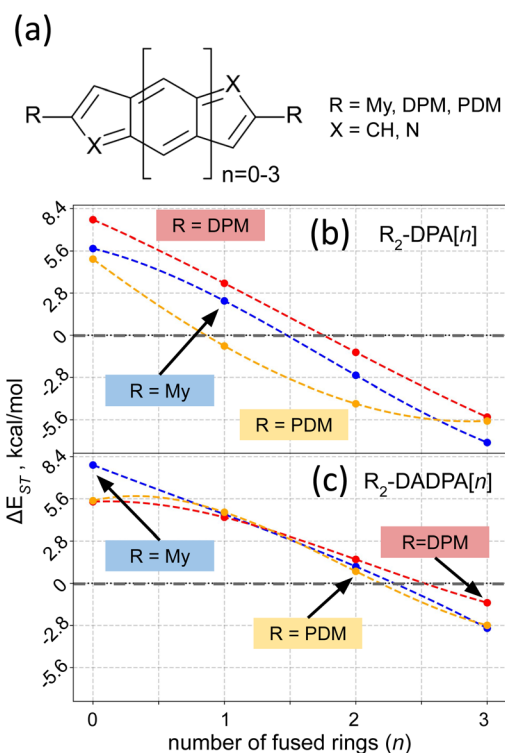 (a)
R
X
X
R
n=0-3
R = My, DPM, PDM
X = CH, N
8.4
5.6
2.8
0
-2.8
-5.6
R = DPM
(b)
R2-DPA[n]
R = My
R = PDM
ΔE_ST , kcal/mol
8.4
5.6
2.8
0
-2.8
-5.6
(c)
R2-DADPA[n]
R = My
R=DPM
R = PDM
0
1
2
3
number of fused rings (n)